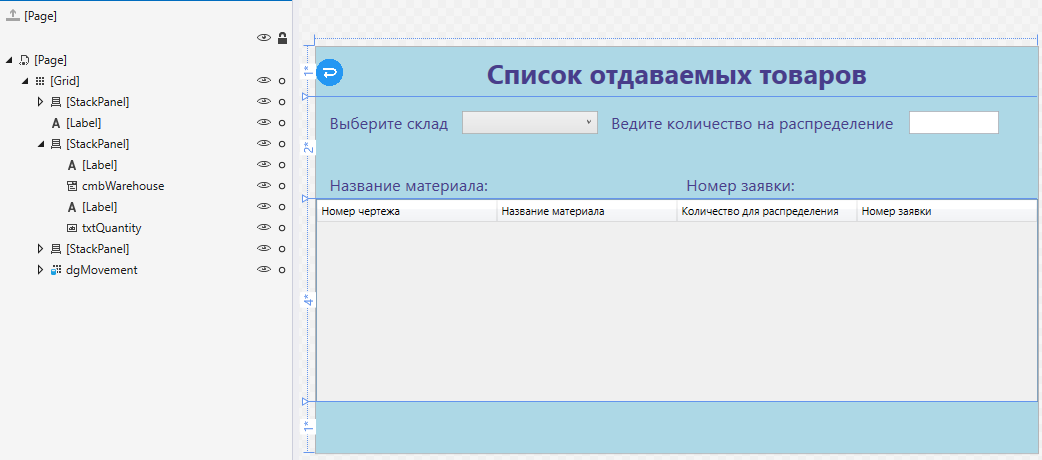 [Page]
[Page]
[Grid]
[StackPanel]
A [Label]
[StackPanel]
A [Label]
cmbWarehouse
A [Label]
txtQuantity
[StackPanel]
dgMovement
1*
Список отдаваемых товаров
2*
Выберите склад Ведите количество на распределение
Название материала: Номер заявки:
Номер чертежа Название материала Количество для распределения Номер заявки
4*
1*